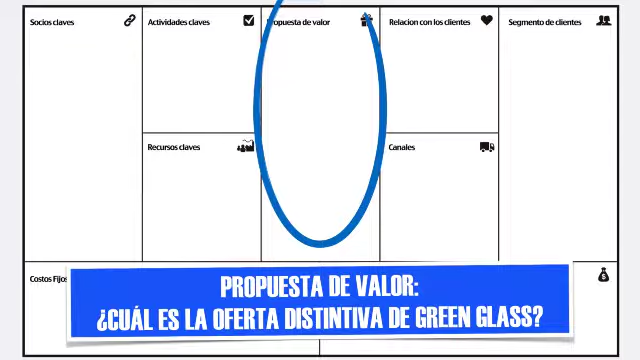 Socios claves
Actividades claves
Propuesta de valor
Relacion con los clientes
Segmento de clientes
Recursos claves
Canales
Costos Fijos
PROPUESTA DE VALOR:
¿CUÁL ES LA OFERTA DISTINTIVA DE GREEN GLASS?